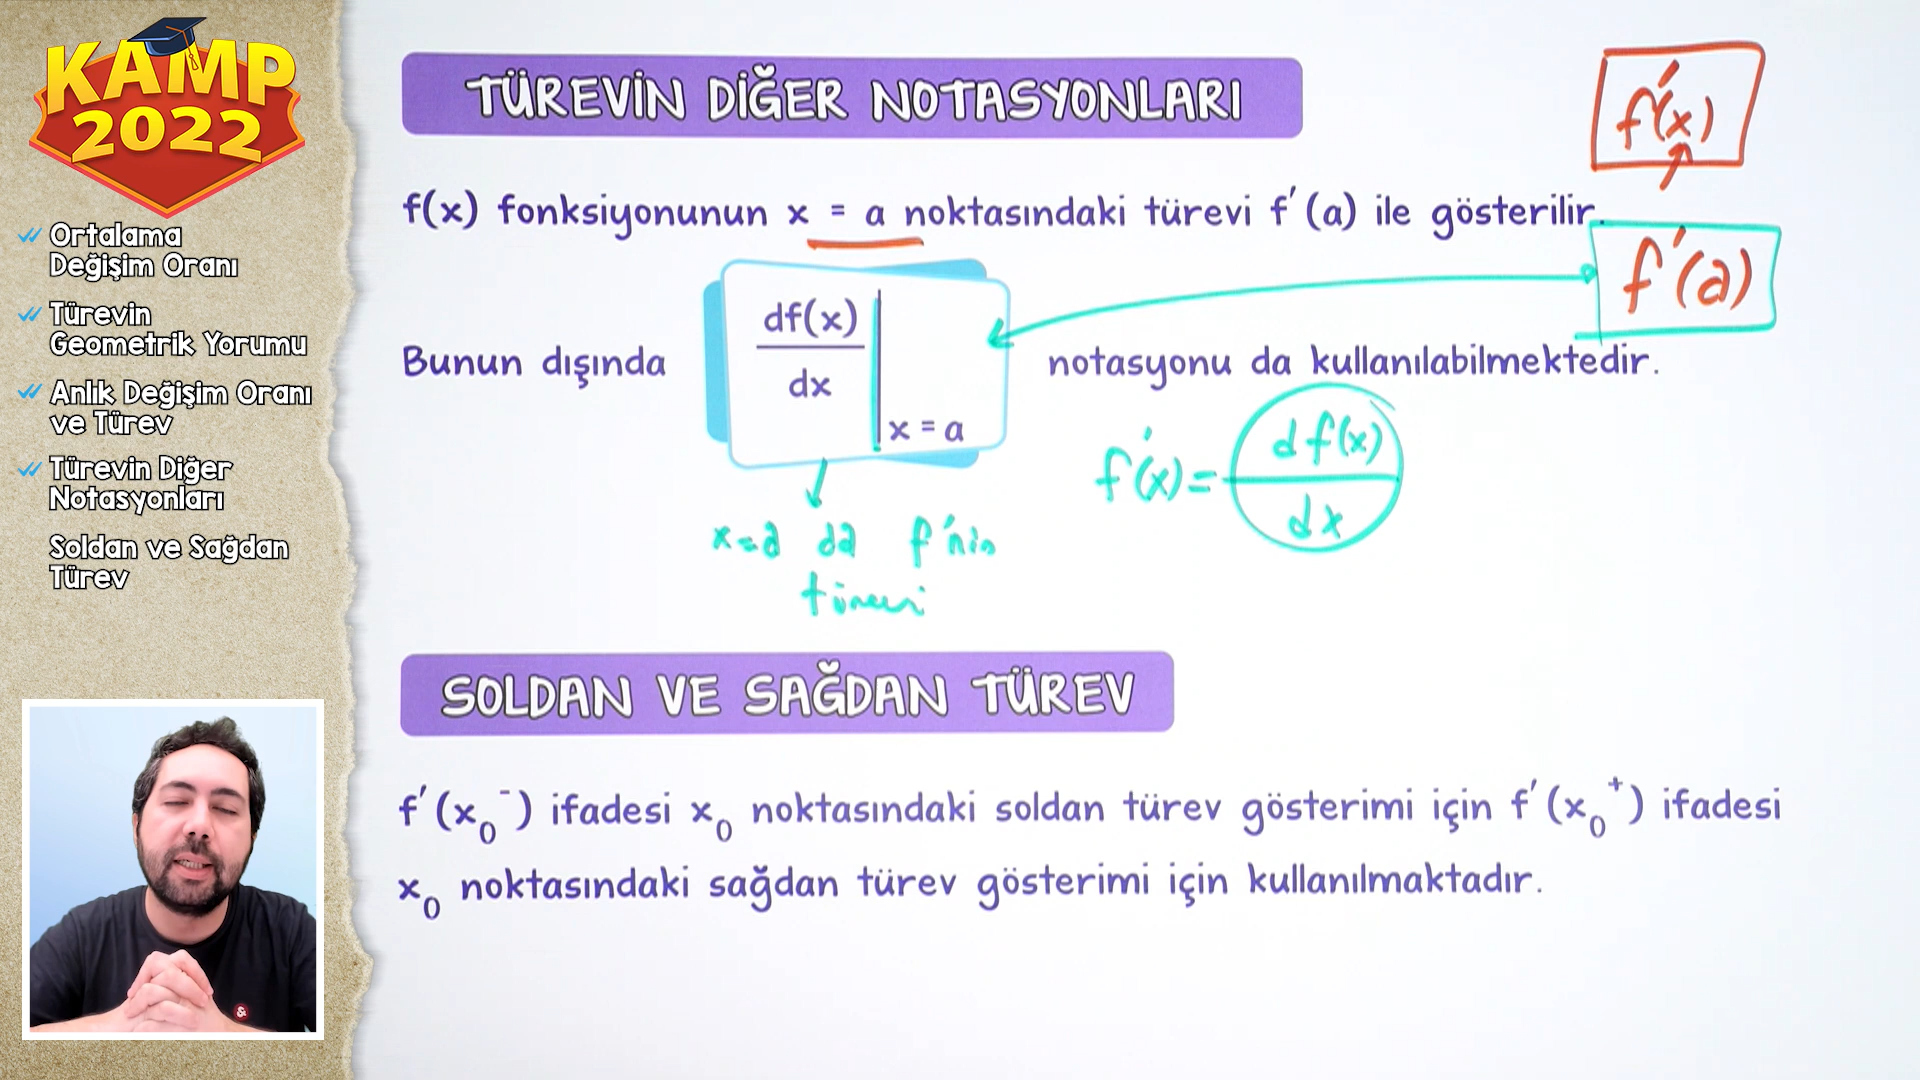 KAMP
2022
Ortalama
Değişim Oranı
Türevin
Geometrik Yorumu
Anlık Değişim Oranı
ve Türev
Türevin Diğer
Notasyonları
Soldan ve Sağdan
Türev
TÜREVİN DİĞER NOTASYONLARI
f'(x)
f(x) fonksiyonunun x = a noktasındaki türevi f'(a) ile gösterilir.
f'(a)
Bunun dışında
df(x)
dx
x = a
notasyonu da kullanılabilmektedir.
f'(x) = d f(x)
dx
x=a da f'nin
türevi
SOLDAN VE SAĞDAN TÜREV
f'(x₀⁻) ifadesi x₀ noktasındaki soldan türev gösterimi için f'(x₀⁺) ifadesi
x₀ noktasındaki sağdan türev gösterimi için kullanılmaktadır.